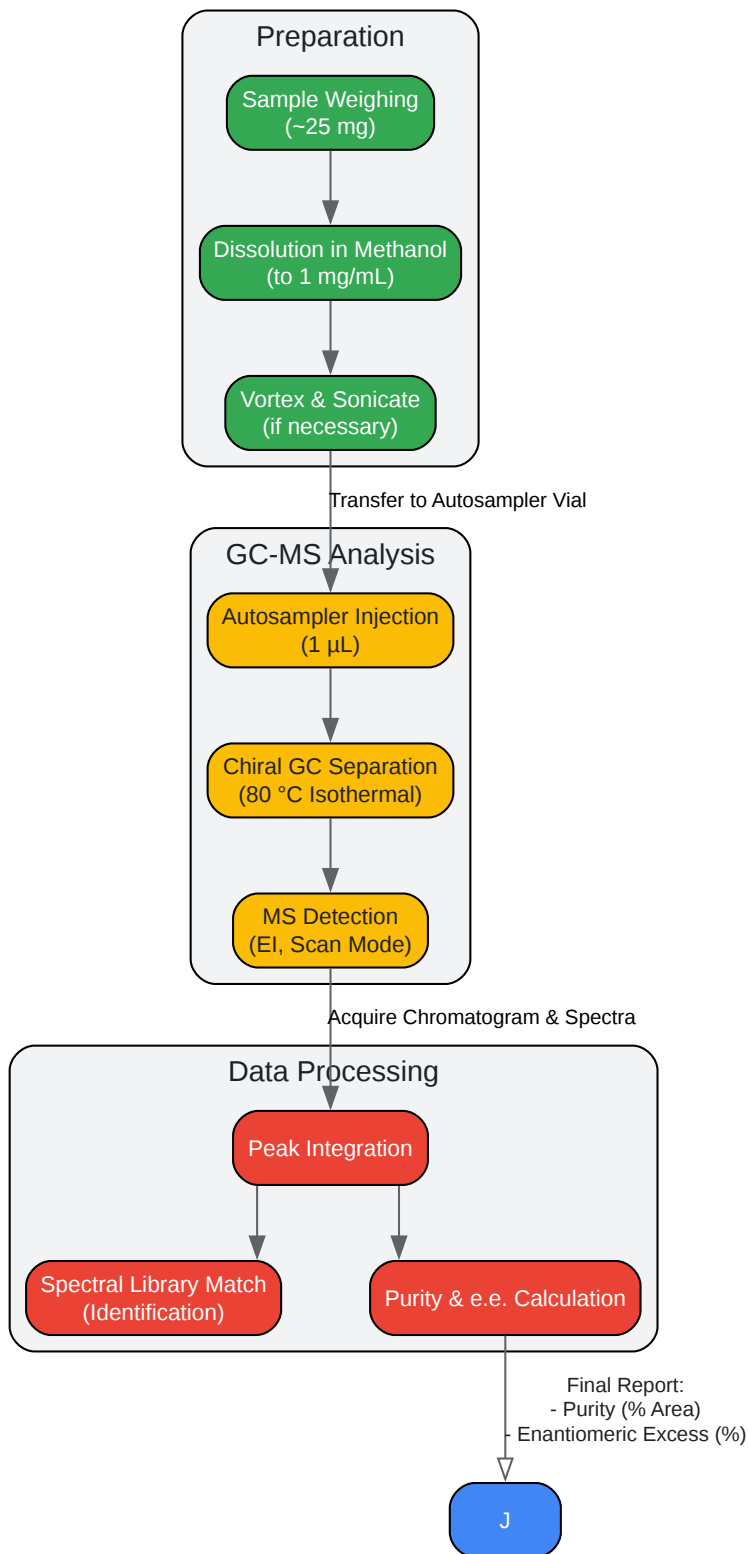 Preparation
Sample Weighing
(~25 mg)
Dissolution in Methanol
(to 1 mg/mL)
Vortex & Sonicate
(if necessary)
Transfer to Autosampler Vial
GC-MS Analysis
Autosampler Injection
(1 µL)
Chiral GC Separation
(80 °C Isothermal)
MS Detection
(EI, Scan Mode)
Acquire Chromatogram & Spectra
Data Processing
Peak Integration
Spectral Library Match
(Identification)
Purity & e.e. Calculation
Final Report:
- Purity (% Area)
- Enantiomeric Excess (%)
J